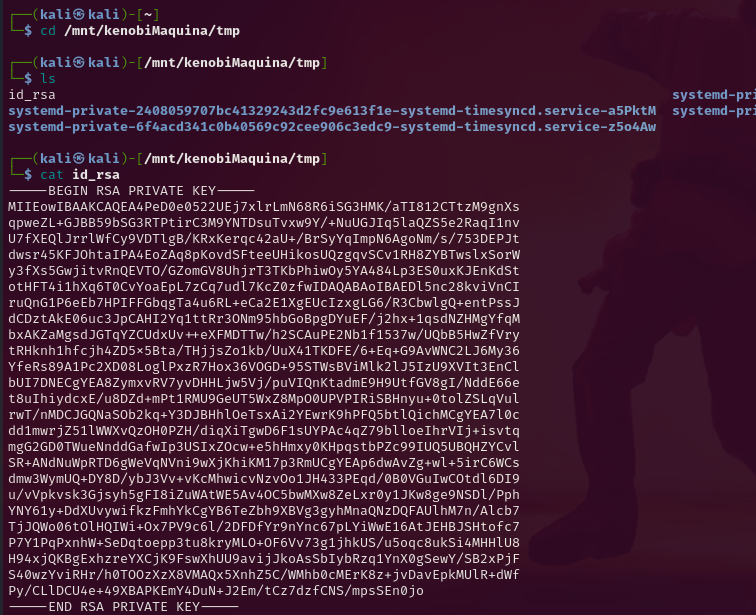 ┌──(kali㉿kali)-[~]
└─$ cd /mnt/kenobiMaquina/tmp
┌──(kali㉿kali)-[/mnt/kenobiMaquina/tmp]
└─$ ls
id_rsa systemd-pri
systemd-private-2408059707bc41329243d2fc9e613f1e-systemd-timesyncd.service-a5PktM systemd-pri
systemd-private-6f4acd341c0b40569c92cee906c3edc9-systemd-timesyncd.service-z5o4Aw
┌──(kali㉿kali)-[/mnt/kenobiMaquina/tmp]
└─$ cat id_rsa
-----BEGIN RSA PRIVATE KEY-----
MIIEowIBAAKCAQEA4PeD0e0522UEj7xlrLmN68R6iSG3HMK/aTI812CTtzM9gnXs
qpweZL+GJBB59bSG3RTPtirC3M9YNTDsuTvxw9Y/+NuUGJIq5laQZS5e2RaqI1nv
U7fXEQlJrrlWfCy9VDTlgB/KRxKerqc42aU+/BrSyYqImpN6AgoNm/s/753DEPJt
dwsr45KFJOhtaIPA4EoZAq8pKovdSFteeUHikosUQzgqvSCv1RH8ZYBTwslxSorW
y3fXs5GwjitvRnQEVTO/GZomGV8UhjrT3TKbPhiwOy5YA484Lp3ES0uxKJEnKdSt
otHFT4i1hXq6T0CvYoaEpL7zCq7udl7KcZ0zfwIDAQABAoIBAEDl5nc28kviVnCI
ruQnG1P6eEb7HPIFFGbqgTa4u6RL+eCa2E1XgEUcIzxgLG6/R3CbwlgQ+entPssJ
dCDztAkE06uc3JpCAHI2Yq1ttRr3ONm95hbGoBpgDYuEF/j2hx+1qsdNZHMgYfqM
bxAKZaMgsdJGTqYZCUdxUv++eXFMDTTw/h2SCAuPE2Nb1f1537w/UQbB5HwZfVry
tRHknh1hfcjh4ZD5x5Bta/THjjsZo1kb/UuX41TKDFE/6+Eq+G9AvWNC2LJ6My36
YfeRs89A1Pc2XD08LoglPxzR7Hox36VOGD+95STWsBViMlk2lJ5IzU9XVIt3EnCl
bUI7DNECgYEA8ZymxvRV7yvDHHLjw5Vj/puVIQnKtadmE9H9UtfGV8gI/NddE66e
t8uIhiydcxE/u8DZd+mPt1RMU9GeUT5WxZ8MpO0UPVPIRiSBHnyu+0tolZSLqVul
rwT/nMDCJGQNaSOb2kq+Y3DJBHhlOeTsxAi2YEwrK9hPFQ5btlQichMCgYEA7l0c
dd1mwrjZ51lWWXvQzOH0PZH/diqXiTgwD6F1sUYPAc4qZ79blloeIhrVIj+isvtq
mgG2GD0TWueNnddGafwIp3USIxZOcw+e5hHmxy0KHpqstbPZc99IUQ5UBQHZYCvl
SR+ANdNuWpRTD6gWeVqNVni9wXjKhiKM17p3RmUCgYEAp6dwAvZg+wl+5irC6WCs
dmw3WymUQ+DY8D/ybJ3Vv+vKcMhwicvNzvOo1JH433PEqd/0B0VGuIwCOtdl6DI9
u/vVpkvsk3Gjsyh5gFI8iZuWAtWE5Av4OC5bwMXw8ZeLxr0y1JKw8ge9NSDl/Pph
YNY61y+DdXUvywifkzFmhYkCgYB6TeZbh9XBVg3gyhMnaQNzDQFAUlhM7n/Alcb7
TjJQWo06tOlHQIWi+Ox7PV9c6l/2DFDfYr9nYnc67pLYiWwE16AtJEHBJSHtofc7
P7Y1PqPxnhW+SeDqtoepp3tu8kryMLO+OF6Vv73g1jhkUS/u5oqc8ukSi4MHHlU8
H94xjQKBgExhzreYXCjK9FswXhUU9avijJkoAsSbIybRzq1YnX0gSewY/SB2xPjF
S40wzYviRHr/h0TOOzXzX8VMAQx5XnhZ5C/WMhb0cMErK8z+jvDavEpkMUlR+dWf
Py/CLlDCU4e+49XBAPKEmY4DuN+J2Em/tCz7dzfCNS/mpsSEn0jo
-----END RSA PRIVATE KEY-----